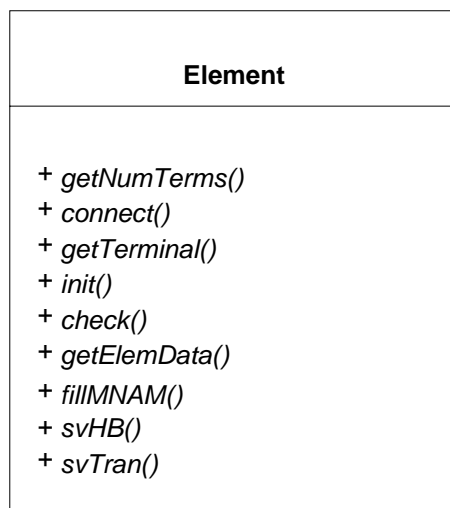 Element
+ getNumTerms()
+ connect()
+ getTerminal()
+ init()
+ check()
+ getElemData()
+ fillMNAM()
+ svHB()
+ svTran()